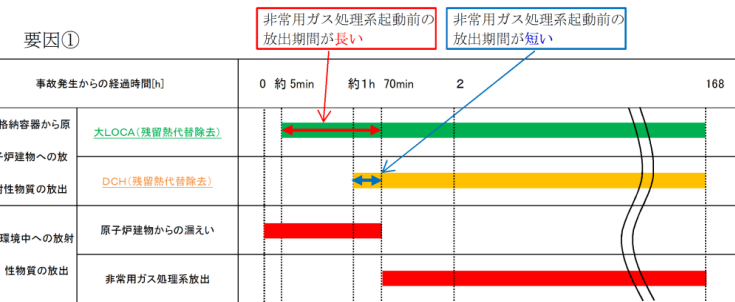 非常用ガス処理系起動前の
放出期間が長い
非常用ガス処理系起動前の
放出期間が短い
要因①
事故発生からの経過時間[h] 0 約5min 約1h 70min 2 168
格納容器から原
子炉建物への放
射性物質の放出
大LOCA(残留熱代替除去)
DCH(残留熱代替除去)
環境中への放射
性物質の放出
原子炉建物からの漏えい
非常用ガス処理系放出